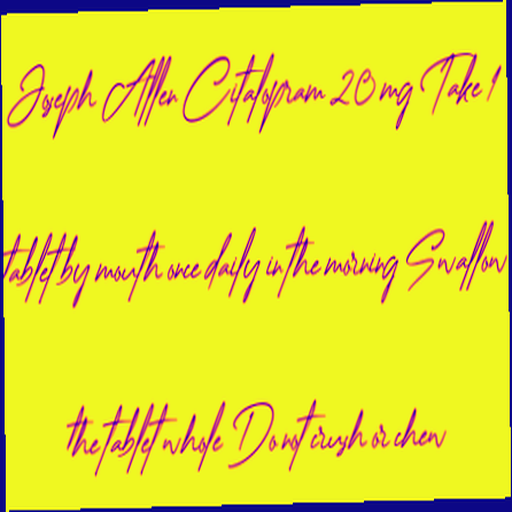 Joseph Allen Citalopram 20 mg Take 1
tablet by mouth once daily in the morning Swallow
the tablet whole Do not crush or chew